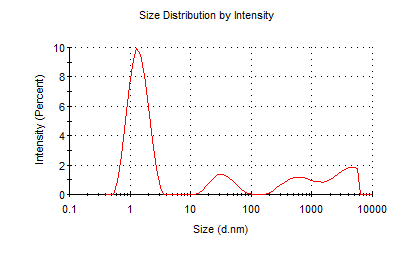 Size Distribution by Intensity
10
8
6
4
2
0
Intensity (Percent)
0.1 1 10 100 1000 10000
Size (d.nm)